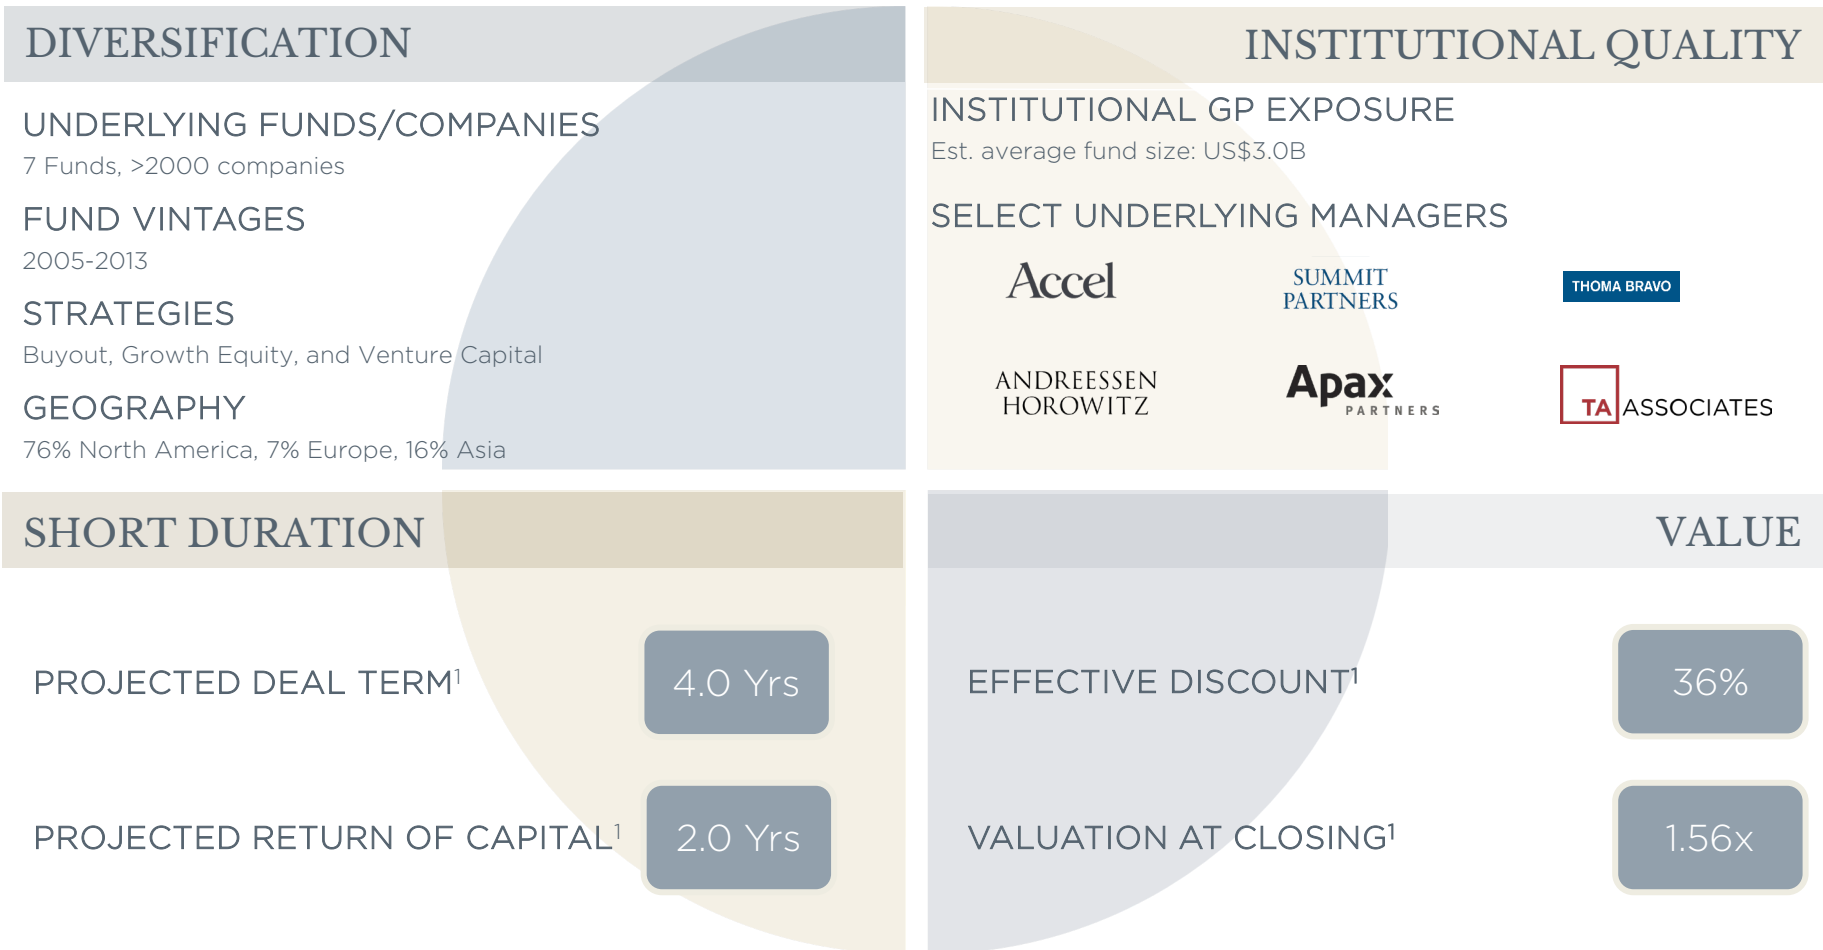 DIVERSIFICATION
UNDERLYING FUNDS/COMPANIES
7 Funds, >2000 companies
FUND VINTAGES
2005-2013
STRATEGIES
Buyout, Growth Equity, and Venture Capital
GEOGRAPHY
76% North America, 7% Europe, 16% Asia
INSTITUTIONAL QUALITY
INSTITUTIONAL GP EXPOSURE
Est. average fund size: US$3.0B
SELECT UNDERLYING MANAGERS
Accel
SUMMIT
PARTNERS
THOMA BRAVO
ANDREESSEN
HOROWITZ
Apax
PARTNERS
TA ASSOCIATES
SHORT DURATION
PROJECTED DEAL TERM¹
4.0 Yrs
PROJECTED RETURN OF CAPITAL¹
2.0 Yrs
VALUE
EFFECTIVE DISCOUNT¹
36%
VALUATION AT CLOSING¹
1.56x